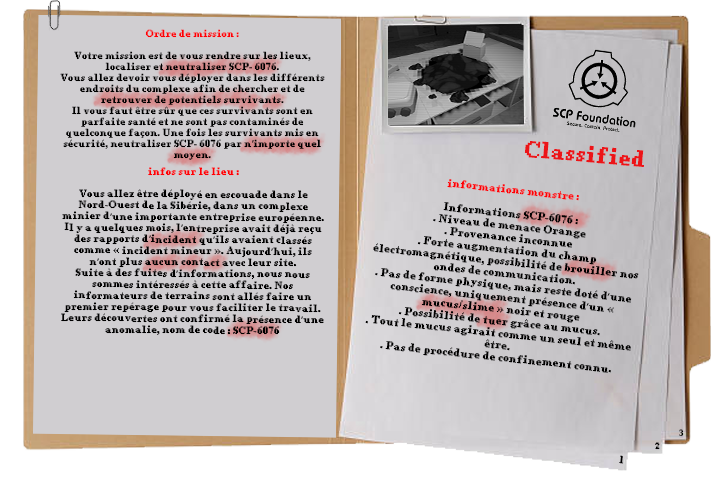 Ordre de mission :
Votre mission est de vous rendre sur les lieux,
localiser et neutraliser SCP- 6076.
Vous allez devoir vous déployer dans les différents
endroits du complexe afin de chercher et de
retrouver de potentiels survivants.
Il vous faut être sûr que ces survivants sont en
parfaite santé et ne sont pas contaminés de
quelconque façon. Une fois les survivants mis en
sécurité, neutraliser SCP- 6076 par n'importe quel
moyen.
infos sur le lieu :
Vous allez être déployé en escouade dans le
Nord-Ouest de la Sibérie, dans un complexe
minier d'une importante entreprise européenne.
Il y a quelques mois, l'entreprise avait déjà reçu
des rapports d'incident qu'ils avaient classés
comme « incident mineur ». Aujourd'hui, ils
n'ont plus aucun contact avec leur site.
Suite à des fuites d'informations, nous nous
sommes intéressés à cette affaire. Nos
informateurs de terrains sont allés faire un
premier repérage pour vous faciliter le travail.
Leurs découvertes ont confirmé la présence d'une
anomalie, nom de code : SCP-6076
SCP Foundation
Secure. Contain. Protect.
Classified
informations monstre :
Informations SCP-6076 :
. Niveau de menace Orange
. Provenance inconnue
. Forte augmentation du champ
électromagnétique, possibilité de brouiller nos
ondes de communication.
. Pas de forme physique, mais reste doté d'une
conscience, uniquement présence d'un «
mucus/slime » noir et rouge
. Possibilité de tuer grâce au mucus.
. Tout le mucus agirait comme un seul et même
être.
. Pas de procédure de confinement connu.
1
2
3